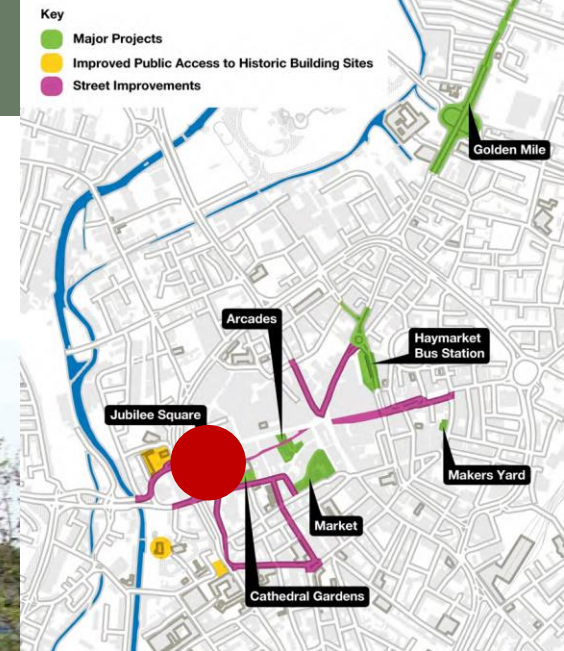 Key
Major Projects
Improved Public Access to Historic Building Sites
Street Improvements
Golden Mile
Arcades
Haymarket
Bus Station
Jubilee Square
Makers Yard
Market
Cathedral Gardens